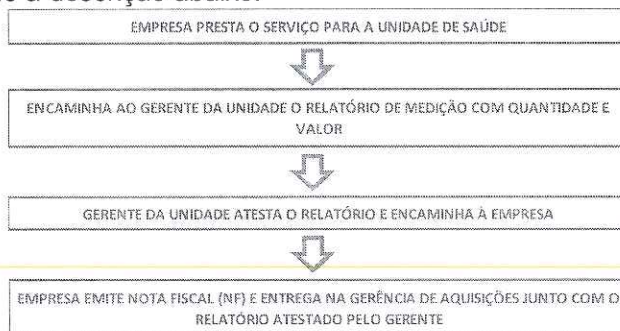 EMPRESA PRESTA O SERVIÇO PARA A UNIDADE DE SAÚDE
ENCAMINHA AO GERENTE DA UNIDADE O RELATÓRIO DE MEDIÇÃO COM QUANTIDADE E
VALOR
GERENTE DA UNIDADE ATESTA O RELATÓRIO E ENCAMINHA À EMPRESA
EMPRESA EMITE NOTA FISCAL (NF) E ENTREGA NA GERÊNCIA DE AQUISIÇÕES JUNTO COM O
RELATÓRIO ATESTADO PELO GERENTE